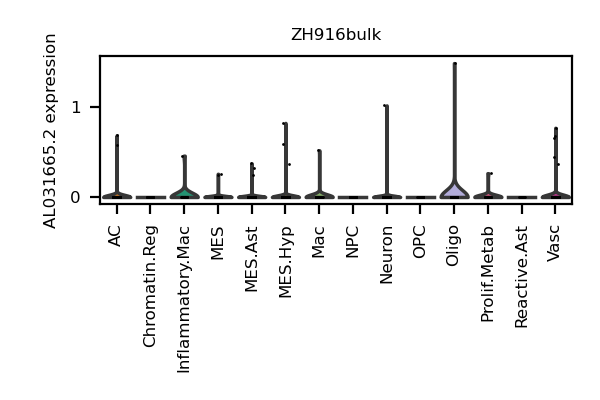 ZH916bulk
AL031665.2 expression
1
0
AC
Chromatin.Reg
Inflammatory.Mac
MES
MES.Ast
MES.Hyp
Mac
NPC
Neuron
OPC
Oligo
Prolif.Metab
Reactive.Ast
Vasc